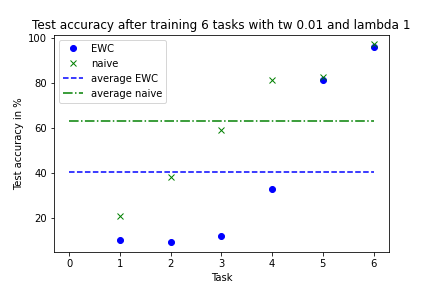 Test accuracy after training 6 tasks with tw 0.01 and lambda 1
100
80
60
40
20
Test accuracy in %
EWC
naive
average EWC
average naive
0 1 2 3 4 5 6
Task